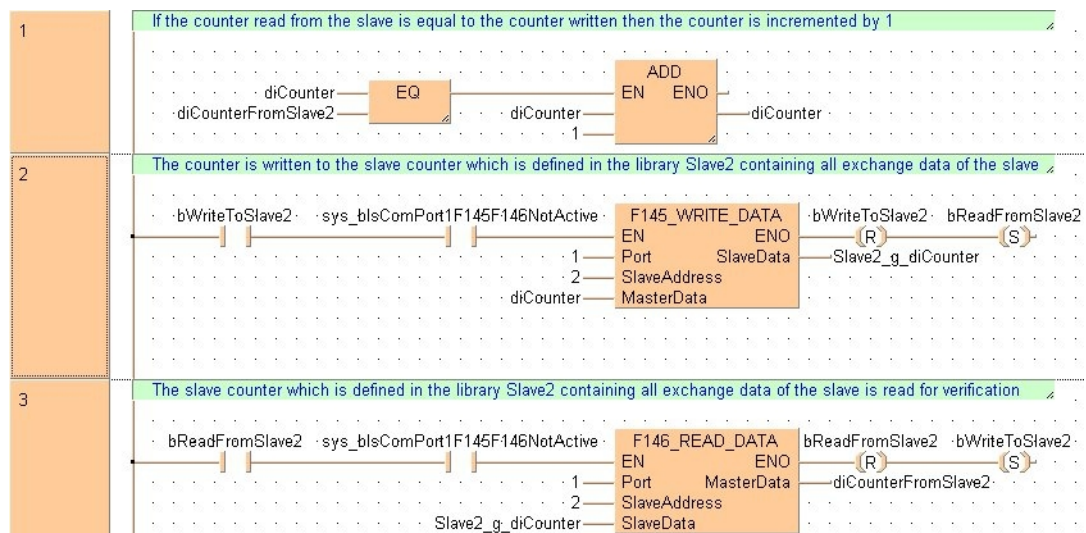 1
If the counter read from the slave is equal to the counter written then the counter is incremented by 1
ADD
diCounter EQ EN ENO
diCounterFromSlave2 diCounter diCounter
1
2
The counter is written to the slave counter which is defined in the library Slave2 containing all exchange data of the slave
bWriteToSlave2 sys_bIsComPort1F145F146NotActive F145_WRITE_DATA bWriteToSlave2 bReadFromSlave2
EN ENO (R) (S)
1 Port SlaveData Slave2_g_diCounter
2 SlaveAddress
diCounter MasterData
3
The slave counter which is defined in the library Slave2 containing all exchange data of the slave is read for verification
bReadFromSlave2 sys_bIsComPort1F145F146NotActive F146_READ_DATA bReadFromSlave2 bWriteToSlave2
EN ENO (R) (S)
1 Port MasterData diCounterFromSlave2
2 SlaveAddress
Slave2_g_diCounter SlaveData